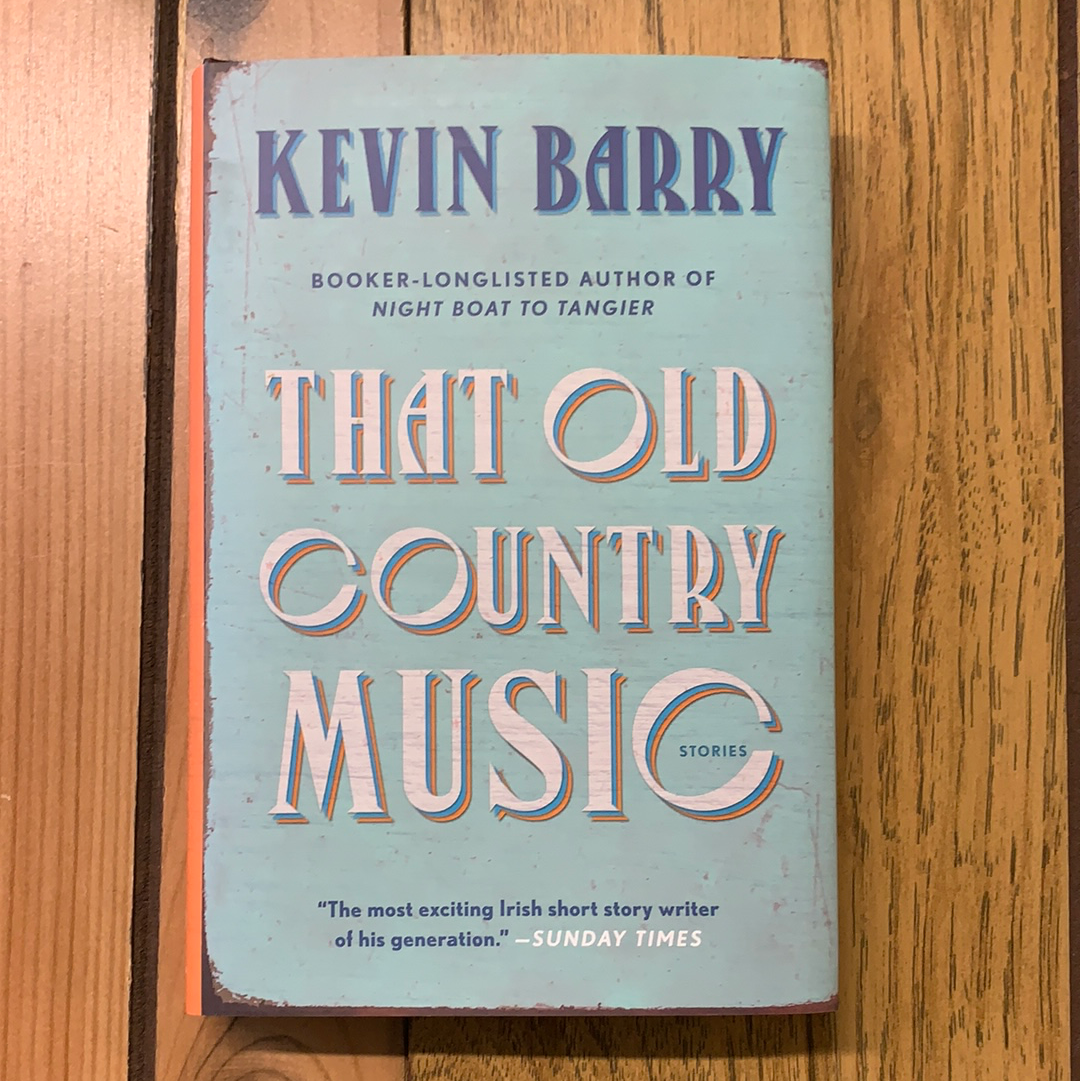 KEVIN BARRY
BOOKER-LONGLISTED AUTHOR OF
NIGHT BOAT TO TANGIER
THAT OLD
COUNTRY
MUSIC
STORIES
“The most exciting Irish short story writer
of his generation.” —SUNDAY TIMES